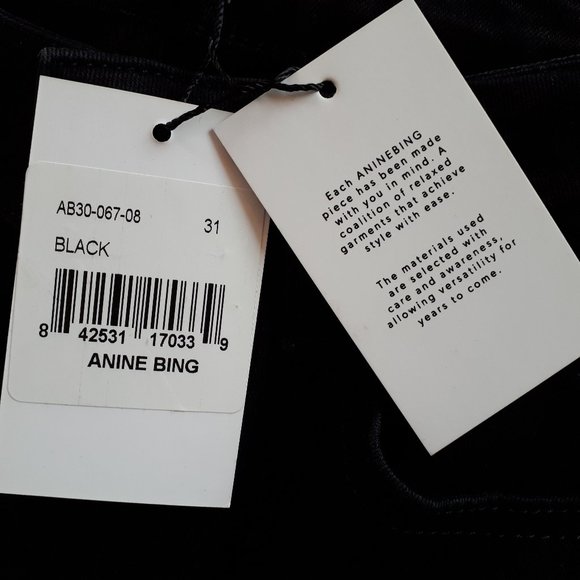 AB30-067-08
31
BLACK
8 42531 17033 9
ANINE BING
Each ANINEBING
piece has been made
with you in mind. A
coalition of relaxed
garments that achieve
style with ease.
The materials used
are selected with
care and awareness,
allowing versatility for
years to come.